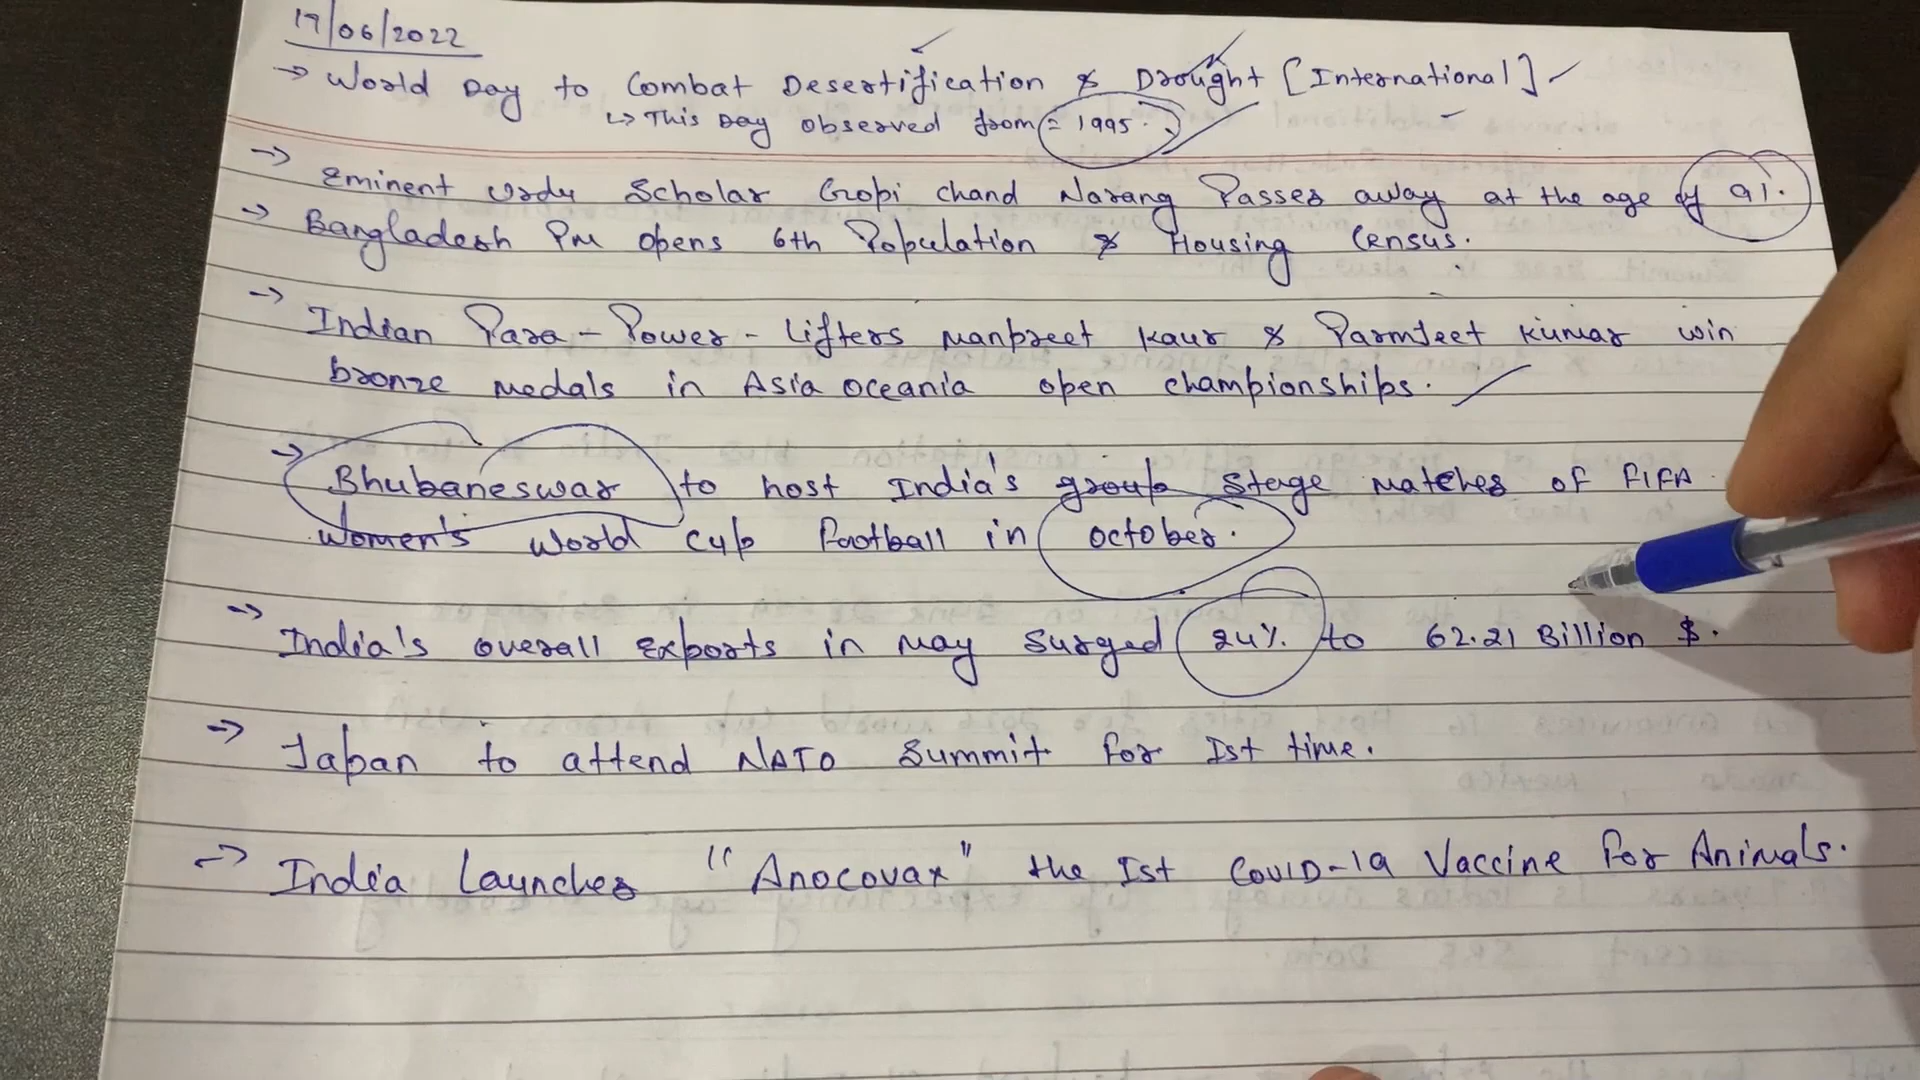 17/06/2022
→ World Day to Combat Desertification & Drought [International]
↳ This Day observed from = 1995.
→ Eminent Urdu Scholar Gopi Chand Narang Passes away at the age of 91.
→ Bangladesh PM opens 6th Population & Housing Census.
→ Indian Para - Power - Lifters Manpreet Kaur & Parmjeet Kumar win
bronze medals in Asia Oceania open championships.
→ Bhubaneswar to host India's group stage matches of FIFA
Women's World Cup Football in October.
→ India's overall Exports in May Surged 24% to 62.21 Billion $.
→ Japan to attend NATO Summit for Ist time.
→ India Launches "Anocovax" the Ist COVID-19 Vaccine for Animals.